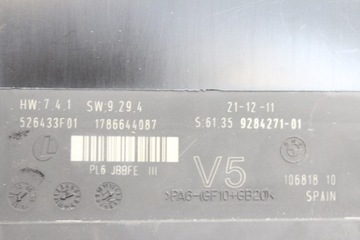 HW:7.4.1 SW:9.29.4 21-12-11
526433F01 1786644087 S:61.35 9284271-01
PL6 JBBFE III
V5
106818 10
>PA6-(GF10+GB20)<
SPAIN